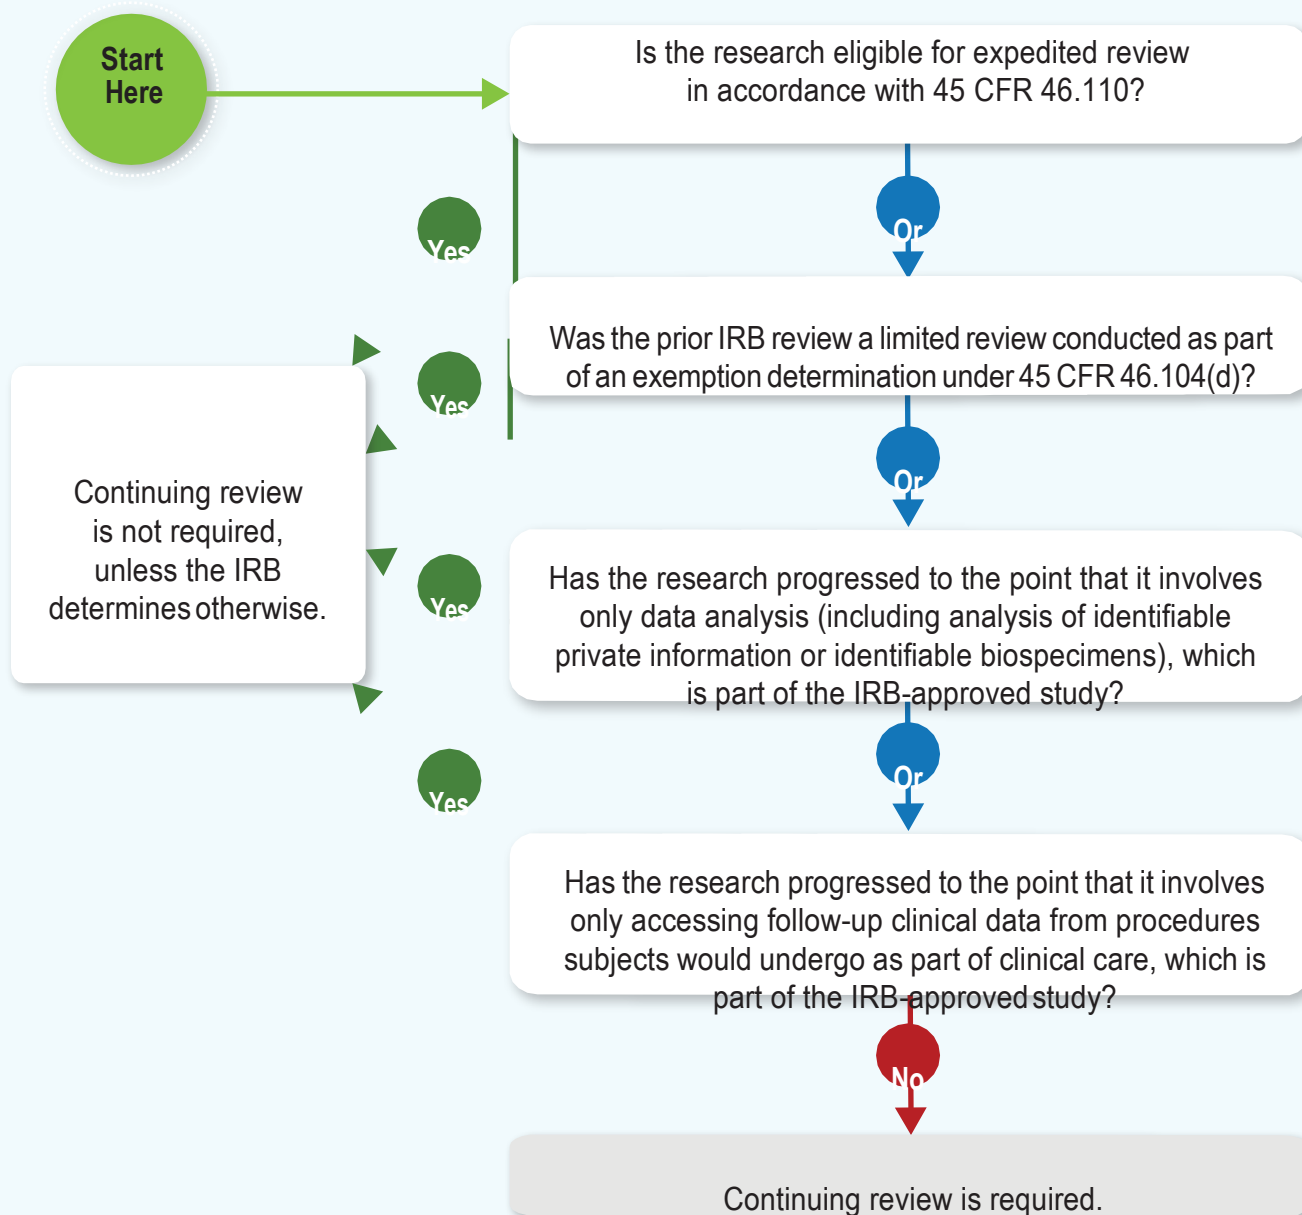 Start
Here
Is the research eligible for expedited review
in accordance with 45 CFR 46.110?
Yes
Or
Was the prior IRB review a limited review conducted as part
of an exemption determination under 45 CFR 46.104(d)?
Yes
Or
Continuing review
is not required,
unless the IRB
determines otherwise.
Has the research progressed to the point that it involves
only data analysis (including analysis of identifiable
private information or identifiable biospecimens), which
is part of the IRB-approved study?
Yes
Or
Yes
Has the research progressed to the point that it involves
only accessing follow-up clinical data from procedures
subjects would undergo as part of clinical care, which is
part of the IRB-approved study?
No
Continuing review is required.